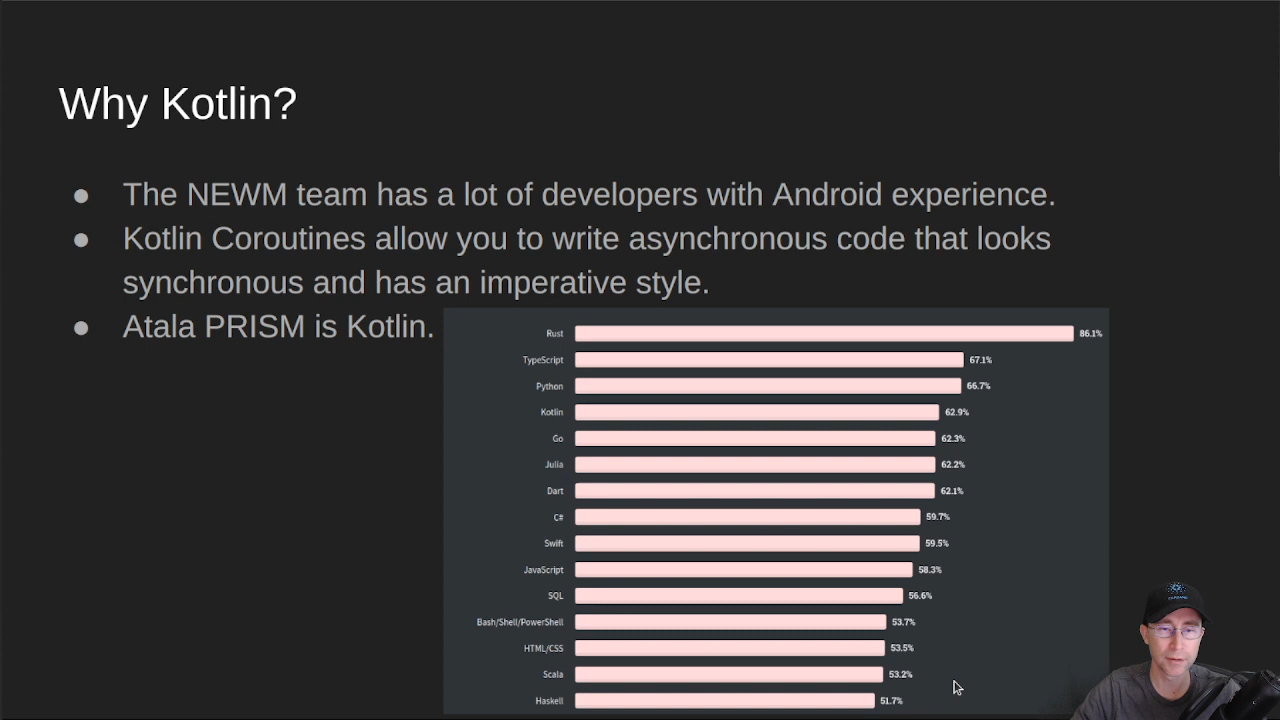 Why Kotlin?
● The NEWM team has a lot of developers with Android experience.
● Kotlin Coroutines allow you to write asynchronous code that looks
synchronous and has an imperative style.
● Atala PRISM is Kotlin.
Rust 86.1%
TypeScript 67.1%
Python 66.7%
Kotlin 62.9%
Go 62.3%
Julia 62.2%
Dart 62.1%
C# 59.7%
Swift 59.5%
JavaScript 58.3%
SQL 56.6%
Bash/Shell/PowerShell 53.7%
HTML/CSS 53.5%
Scala 53.2%
Haskell 51.7%